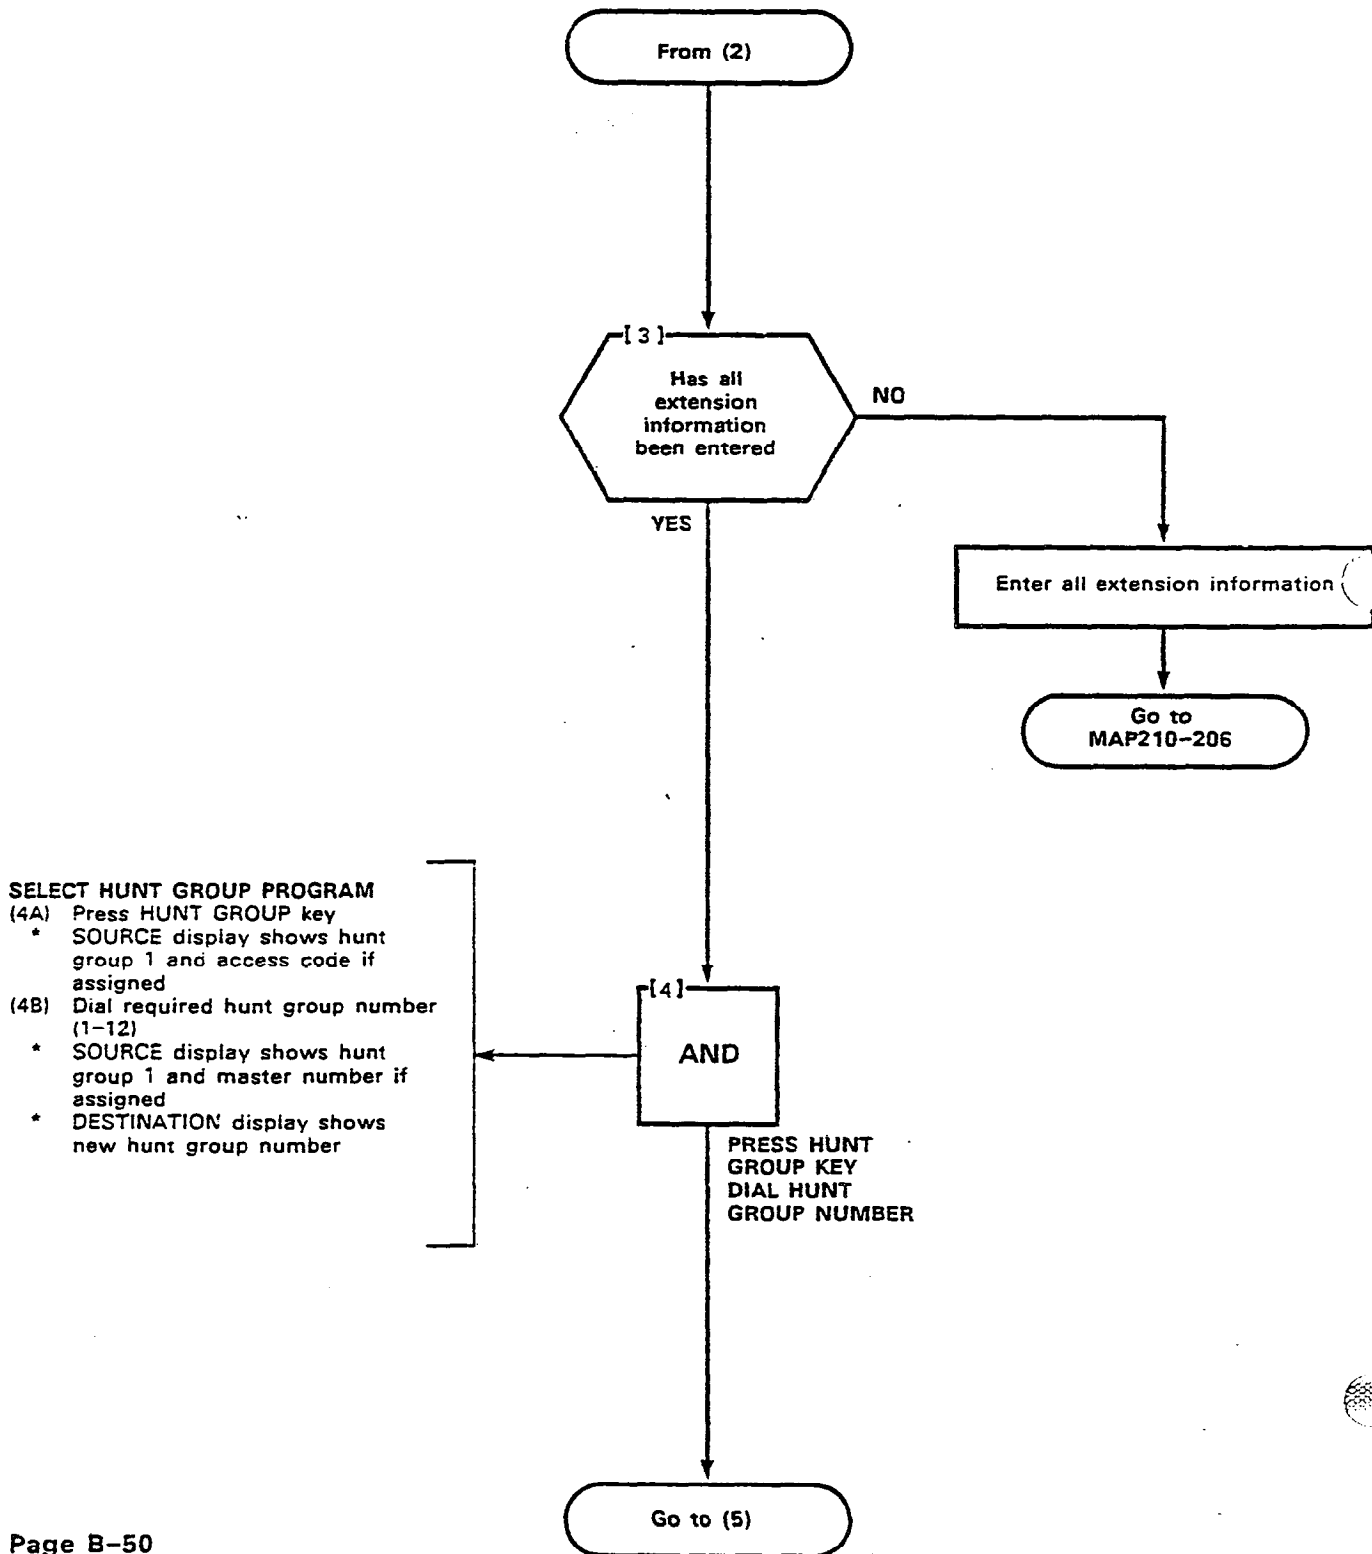 From (2)
[3]
Has all
extension
information
been entered
NO
YES
Enter all extension information
Go to
MAP210-206
SELECT HUNT GROUP PROGRAM
(4A) Press HUNT GROUP key
* SOURCE display shows hunt
group 1 and access code if
assigned
(4B) Dial required hunt group number
(1-12)
* SOURCE display shows hunt
group 1 and master number if
assigned
* DESTINATION display shows
new hunt group number
[4]
AND
PRESS HUNT
GROUP KEY
DIAL HUNT
GROUP NUMBER
Go to (5)
Page B-50